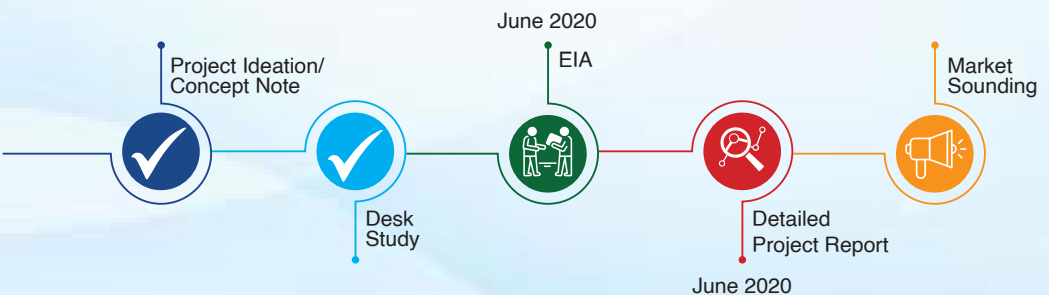 Project Ideation/
Concept Note
Desk
Study
June 2020
EIA
Detailed
Project Report
June 2020
Market
Sounding